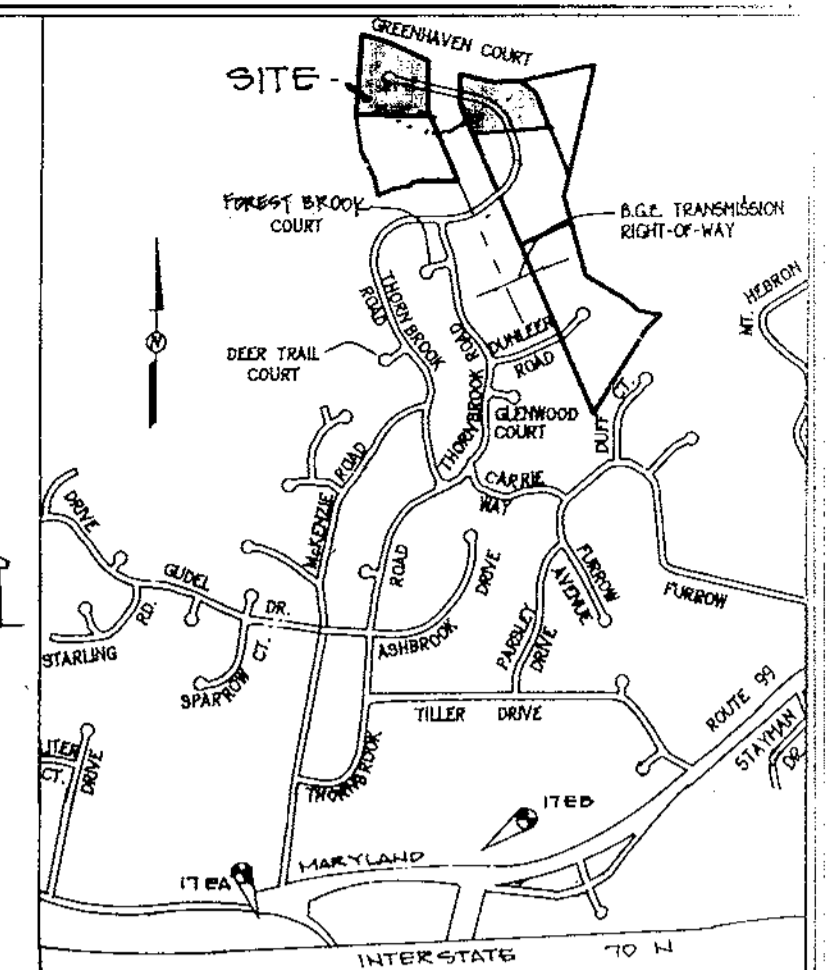 GREENHAVEN COURT
SITE -
FOREST BROOK
COURT
B.G.E. TRANSMISSION
RIGHT-OF-WAY
MT. HEBRON
THORN BROOK
ROAD
N
DEER TRAIL
COURT
THORNBROOK ROAD
DUNLEER
ROAD
GLENWOOD
COURT
DUFF CT.
CARRIE
WAY
McKENZIE ROAD
DRIVE
GUDEL
DR.
RD.
STARLING
SPARROW CT.
ROAD
ASHBROOK DRIVE
PARSLEY
DRIVE
FURROW
AVENUE
FURROW
TILLER DRIVE
ROUTE 99
STAYMAN
DR.
LITER
CT.
DRIVE
THORNBROOK
17EB
17EA
MARYLAND
INTERSTATE 70 N